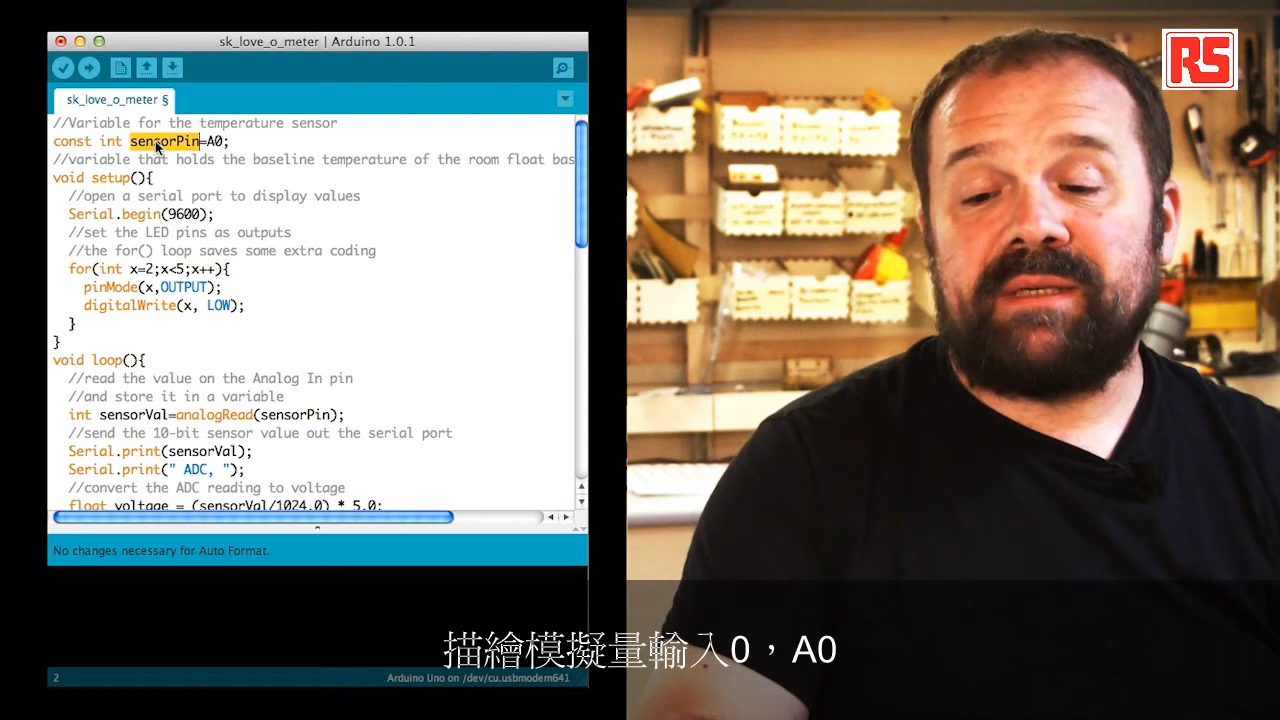 sk_love_o_meter | Arduino 1.0.1
sk_love_o_meter §
//Variable for the temperature sensor
const int sensorPin=A0;
//variable that holds the baseline temperature of the room float bas
void setup(){
//open a serial port to display values
Serial.begin(9600);
//set the LED pins as outputs
//the for() loop saves some extra coding
for(int x=2;x<5;x++){
pinMode(x,OUTPUT);
digitalWrite(x, LOW);
}
}
void loop(){
//read the value on the Analog In pin
//and store it in a variable
int sensorVal=analogRead(sensorPin);
//send the 10-bit sensor value out the serial port
Serial.print(sensorVal);
Serial.print(" ADC, ");
//convert the ADC reading to voltage
float voltage = (sensorVal/1024.0) * 5.0;
No changes necessary for Auto Format.
2
Arduino Uno on /dev/cu.usbmodem641
RS
描繪模擬量輸入0，A0